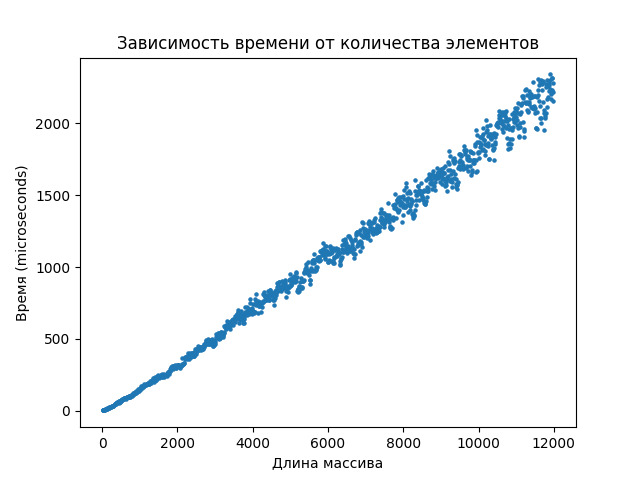 Зависимость времени от количества элементов
2000
1500
1000
500
0
Время (microseconds)
0 2000 4000 6000 8000 10000 12000
Длина массива